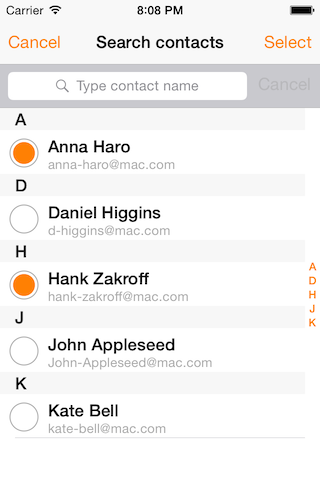 Carrier 8:08 PM
Cancel Search contacts Select
Type contact name Cancel
A
Anna Haro
anna-haro@mac.com
D
Daniel Higgins
d-higgins@mac.com
H
Hank Zakroff
hank-zakroff@mac.com
J
John Appleseed
John-Appleseed@mac.com
K
Kate Bell
kate-bell@mac.com
A
D
H
J
K